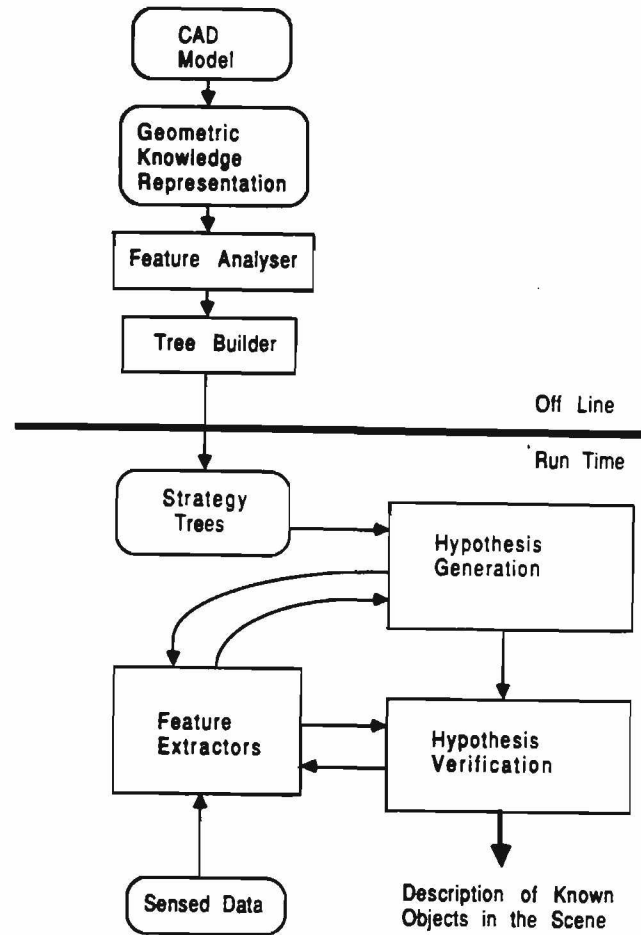 CAD
Model
Geometric
Knowledge
Representation
Feature Analyser
Tree Builder
Off Line
Run Time
Strategy
Trees
Hypothesis
Generation
Feature
Extractors
Hypothesis
Verification
Sensed Data
Description of Known
Objects in the Scene